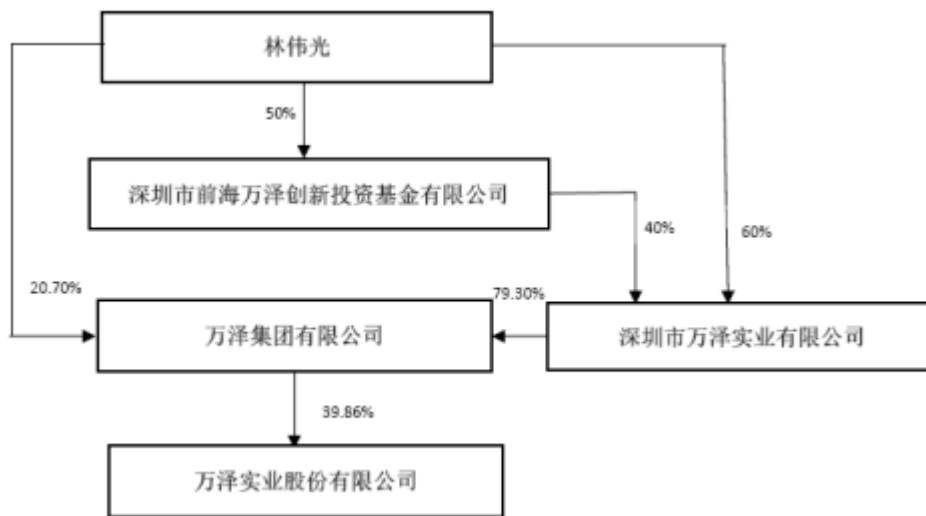 林伟光
50%
深圳市前海万泽创新投资基金有限公司
40%
60%
20.70%
79.30%
万泽集团有限公司
深圳市万泽实业有限公司
39.86%
万泽实业股份有限公司